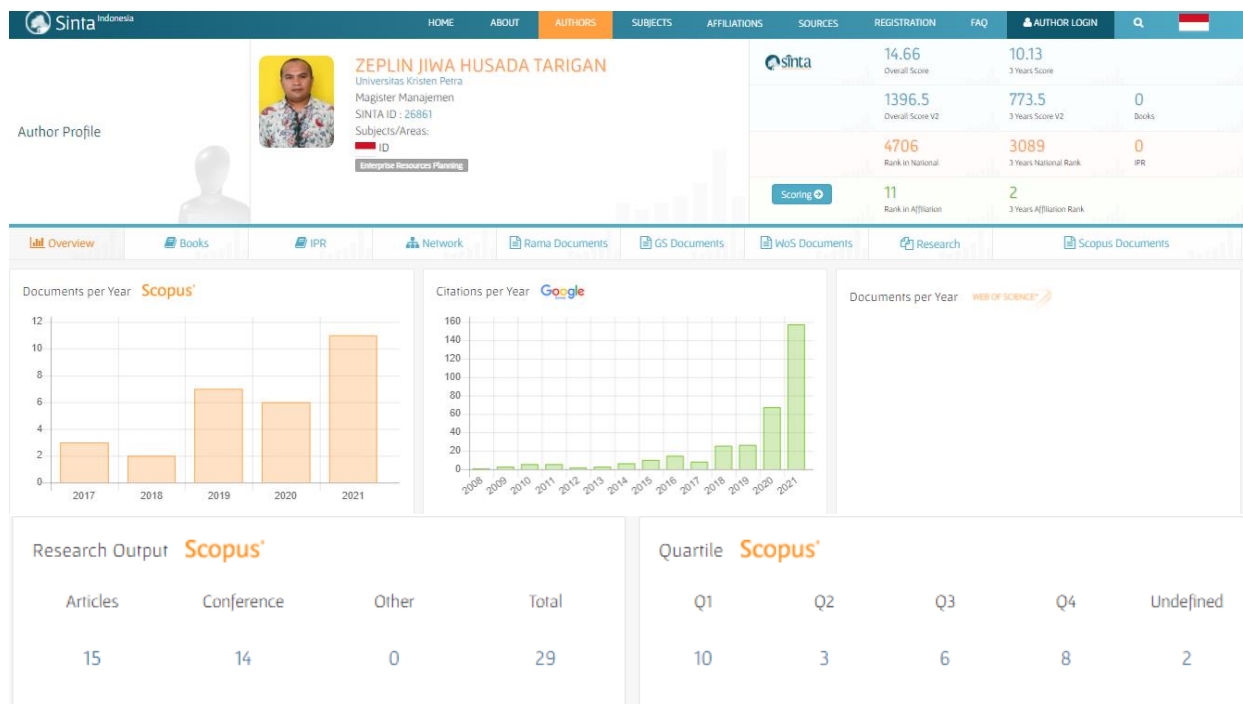 Sinta Indonesia
HOME ABOUT AUTHORS SUBJECTS AFFILIATIONS SOURCES REGISTRATION FAQ AUTHOR LOGIN
Author Profile
ZEPLIN JIWA HUSADA TARIGAN
Universitas Kristen Petra
Magister Manajemen
SINTA ID : 26861
Subjects/Areas:
ID
Enterprise Resources Planning
sinta
14.66 10.13
Overall Score 3 Years Score
1396.5 773.5 0
Overall Score V2 3 Years Score V2 Books
4706 3089 0
Rank in National 3 Years National Rank IPR
Scoring
11 2
Rank in Affiliation 3 Years Affiliation Rank
Overview Books IPR Network Rama Documents GS Documents WoS Documents Research Scopus Documents
Documents per Year Scopus
12
10
8
6
4
2
0
2017 2018 2019 2020 2021
Citations per Year Google
160
140
120
100
80
60
40
20
0
2008 2009 2010 2011 2012 2013 2014 2015 2016 2017 2018 2019 2020 2021
Documents per Year WEB OF SCIENCE
Research Output Scopus
Articles Conference Other Total
15 14 0 29
Quartile Scopus
Q1 Q2 Q3 Q4 Undefined
10 3 6 8 2